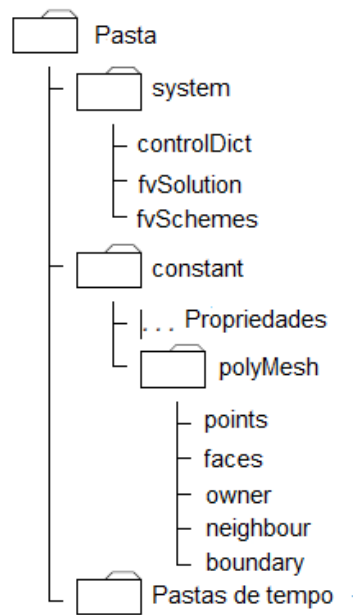 Pasta
system
controlDict
fvSolution
fvSchemes
constant
... Propriedades
polyMesh
points
faces
owner
neighbour
boundary
Pastas de tempo